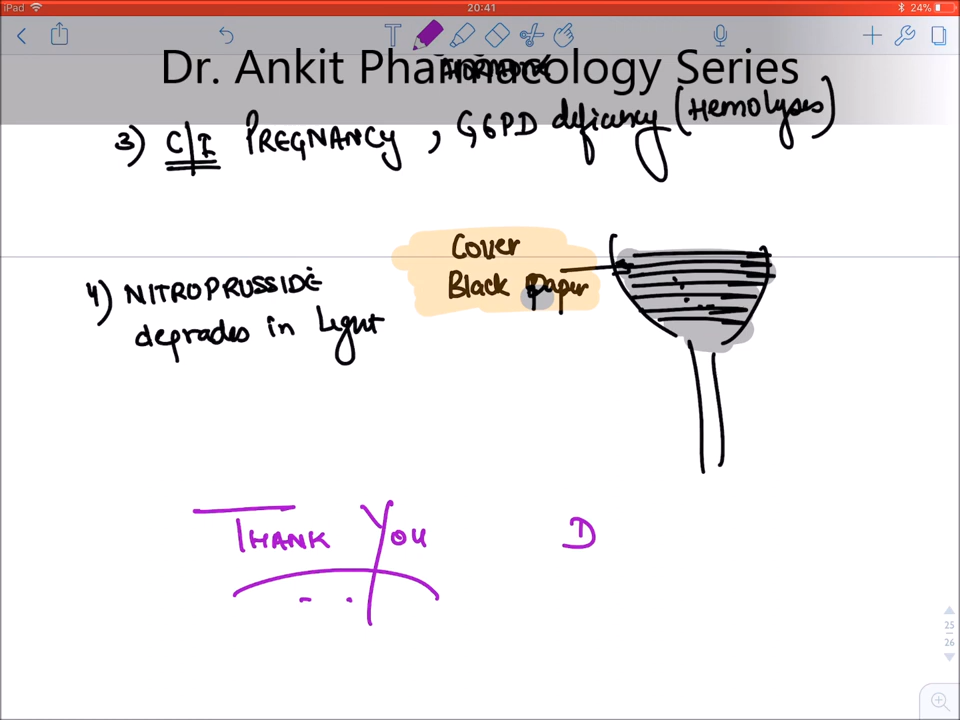 iPad 20:41 24%
T
Dr. Ankit Pharmacology Series
3) C/I PREGNANCY, G6PD deficiency (Hemolyses)
Cover
Black Paper
4) NITROPRUSSIDE
degrades in Light
THANK YOU D
25
26